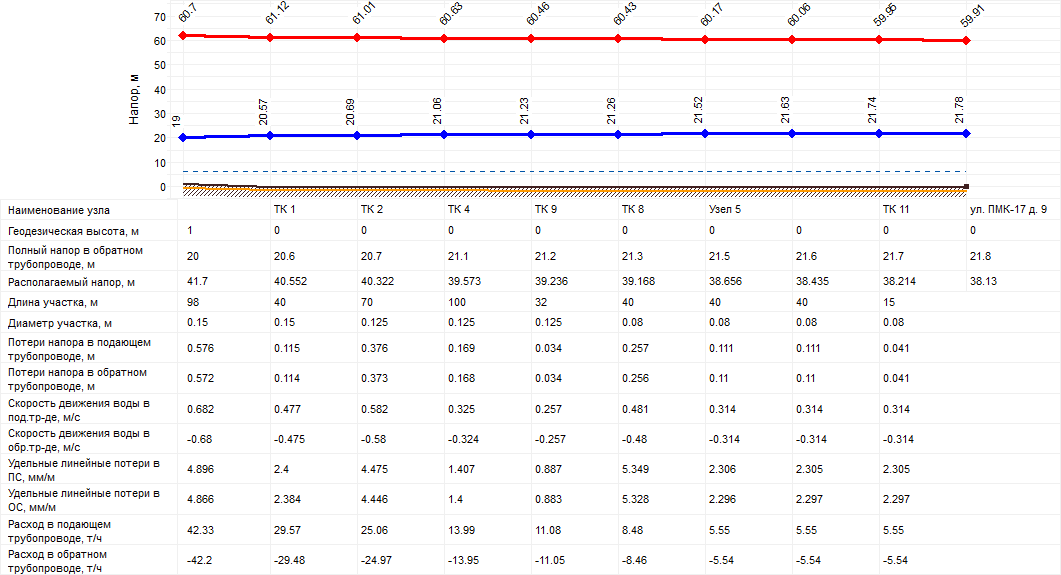 60.7 61.12 61.01 60.63 60.46 60.43 60.17 60.06 59.95 59.91
70
60
50
40
30
20
10
0
Напор, м
19 20.57 20.69 21.06 21.23 21.26 21.52 21.63 21.74 21.78
Наименование узла ТК 1 ТК 2 ТК 4 ТК 9 ТК 8 Узел 5 ТК 11 ул. ПМК-17 д. 9
Геодезическая высота, м 1 0 0 0 0 0 0 0 0 0
Полный напор в обратном
трубопроводе, м 20 20.6 20.7 21.1 21.2 21.3 21.5 21.6 21.7 21.8
Располагаемый напор, м 41.7 40.552 40.322 39.573 39.236 39.168 38.656 38.435 38.214 38.13
Длина участка, м 98 40 70 100 32 40 40 40 15
Диаметр участка, м 0.15 0.15 0.125 0.125 0.125 0.08 0.08 0.08 0.08
Потери напора в подающем
трубопроводе, м 0.576 0.115 0.376 0.169 0.034 0.257 0.111 0.111 0.041
Потери напора в обратном
трубопроводе, м 0.572 0.114 0.373 0.168 0.034 0.256 0.11 0.11 0.041
Скорость движения воды в
под.тр-де, м/с 0.682 0.477 0.582 0.325 0.257 0.481 0.314 0.314 0.314
Скорость движения воды в
обр.тр-де, м/с -0.68 -0.475 -0.58 -0.324 -0.257 -0.48 -0.314 -0.314 -0.314
Удельные линейные потери в
ПС, мм/м 4.896 2.4 4.475 1.407 0.887 5.349 2.306 2.305 2.305
Удельные линейные потери в
ОС, мм/м 4.866 2.384 4.446 1.4 0.883 5.328 2.296 2.297 2.297
Расход в подающем
трубопроводе, т/ч 42.33 29.57 25.06 13.99 11.08 8.48 5.55 5.55 5.55
Расход в обратном
трубопроводе, т/ч -42.2 -29.48 -24.97 -13.95 -11.05 -8.46 -5.54 -5.54 -5.54